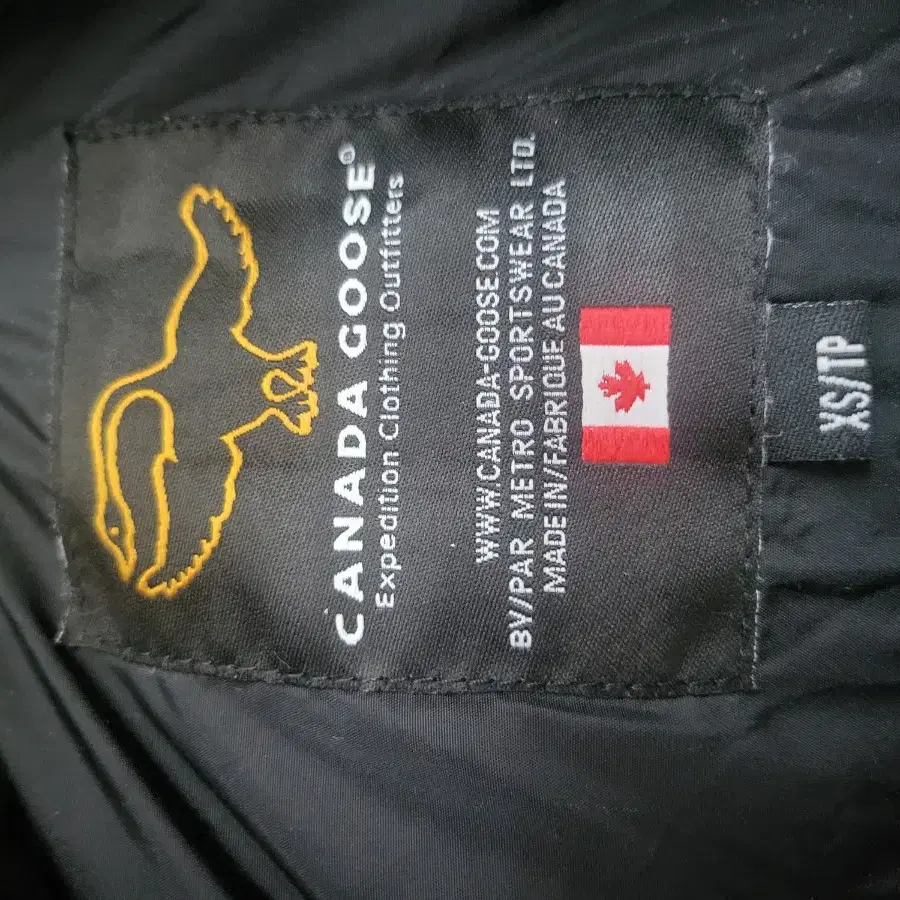 CANADA GOOSE®
Expedition Clothing Outfitters
WWW.CANADA-GOOSE.COM
BY/PAR METRO SPORTSWEAR LTD.
MADE IN/FABRIQUE AU CANADA
XS/TP